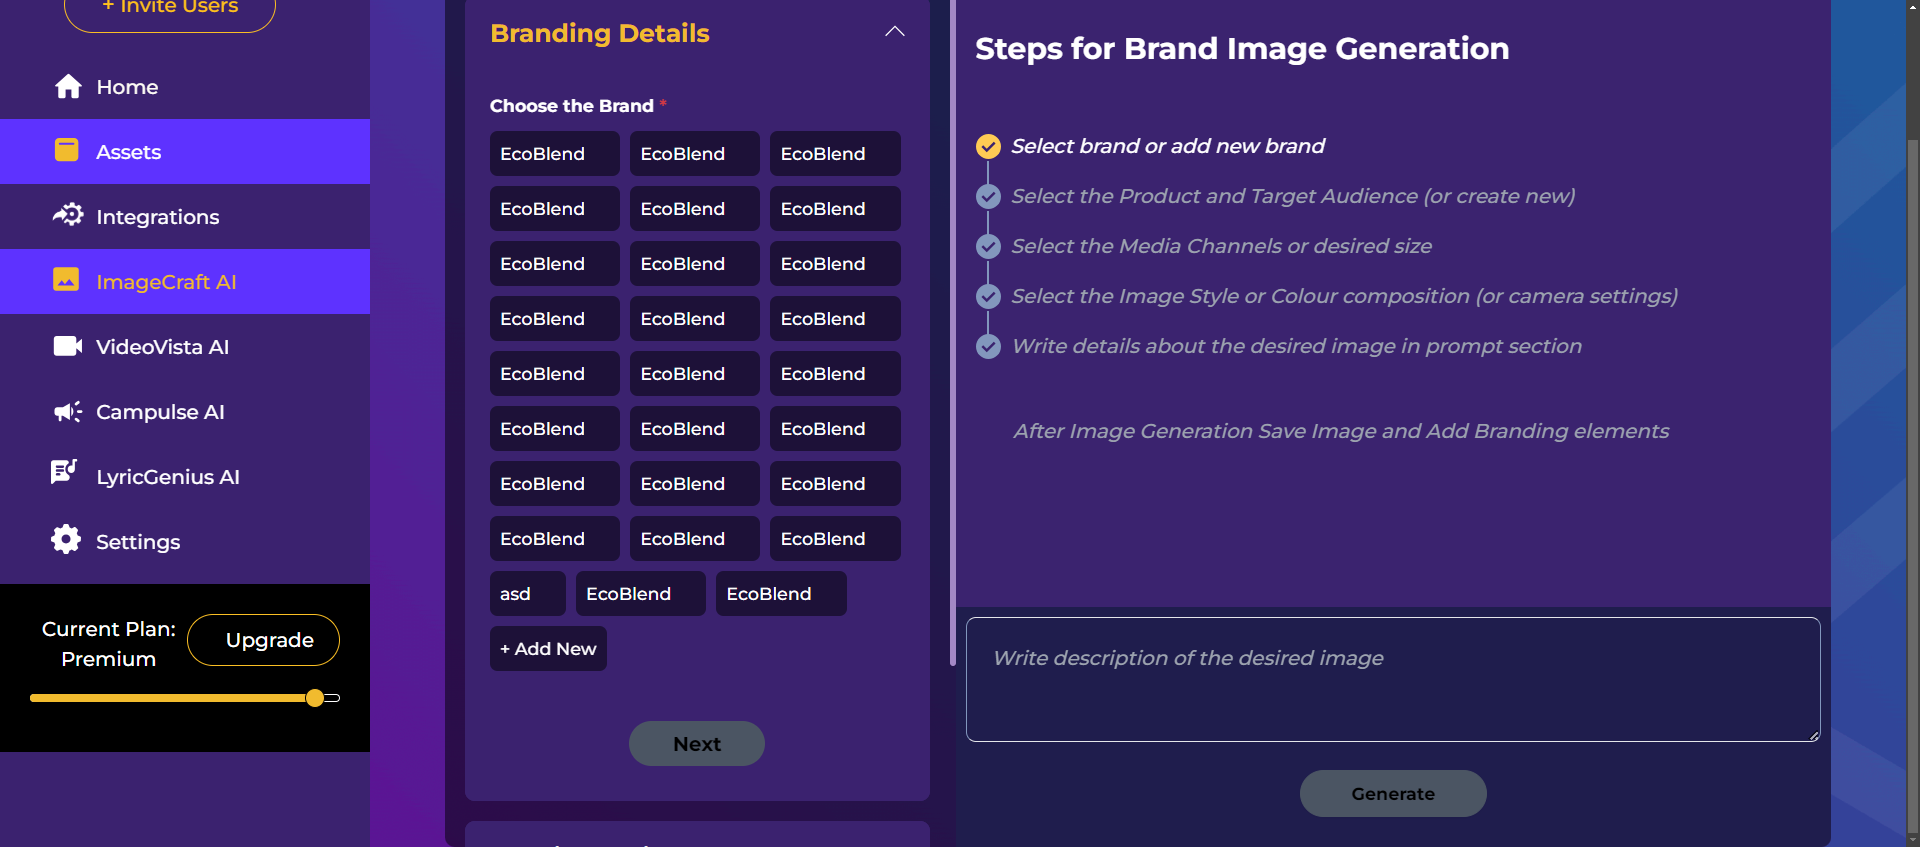 + Invite Users
Home
Assets
Integrations
ImageCraft AI
VideoVista AI
Campulse AI
LyricGenius AI
Settings
Current Plan:
Premium
Upgrade
Branding Details
Choose the Brand *
EcoBlend EcoBlend EcoBlend
EcoBlend EcoBlend EcoBlend
EcoBlend EcoBlend EcoBlend
EcoBlend EcoBlend EcoBlend
EcoBlend EcoBlend EcoBlend
EcoBlend EcoBlend EcoBlend
EcoBlend EcoBlend EcoBlend
EcoBlend EcoBlend EcoBlend
asd EcoBlend EcoBlend
+ Add New
Next
Steps for Brand Image Generation
Select brand or add new brand
Select the Product and Target Audience (or create new)
Select the Media Channels or desired size
Select the Image Style or Colour composition (or camera settings)
Write details about the desired image in prompt section
After Image Generation Save Image and Add Branding elements
Write description of the desired image
Generate